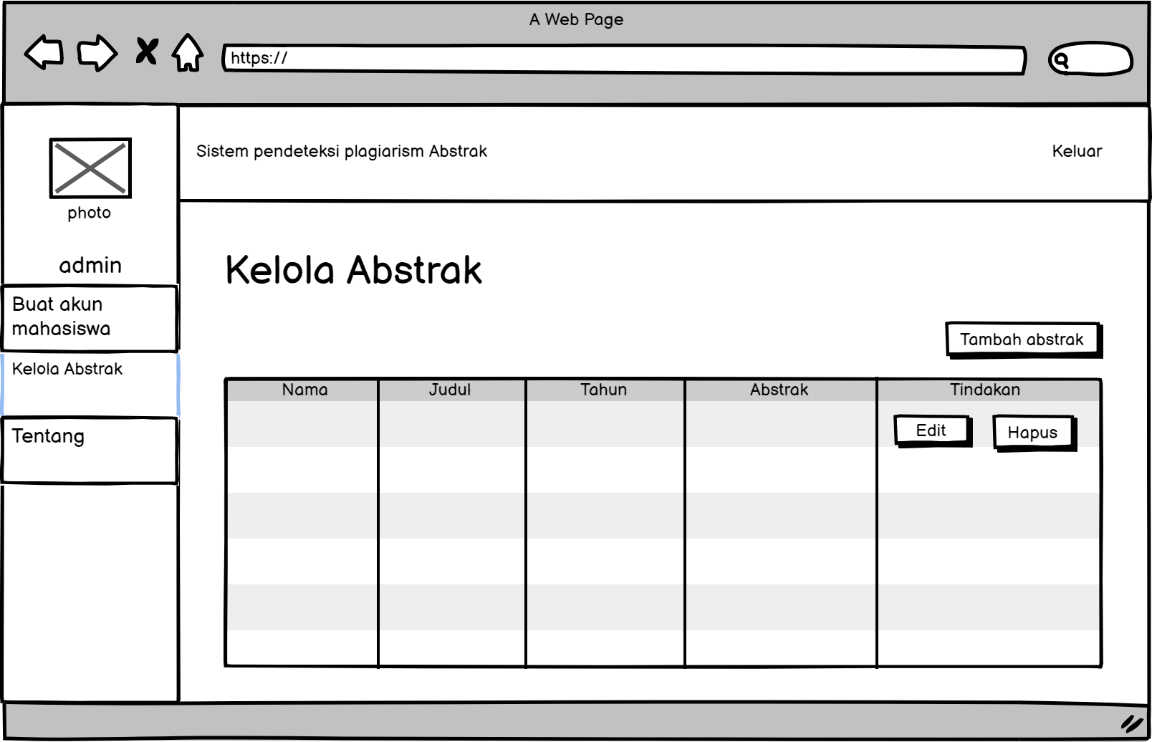 A Web Page
https://
Sistem pendeteksi plagiarism Abstrak
Keluar
photo
admin
Buat akun
mahasiswa
Kelola Abstrak
Tentang
Kelola Abstrak
Tambah abstrak
Nama Judul Tahun Abstrak Tindakan
Edit Hapus